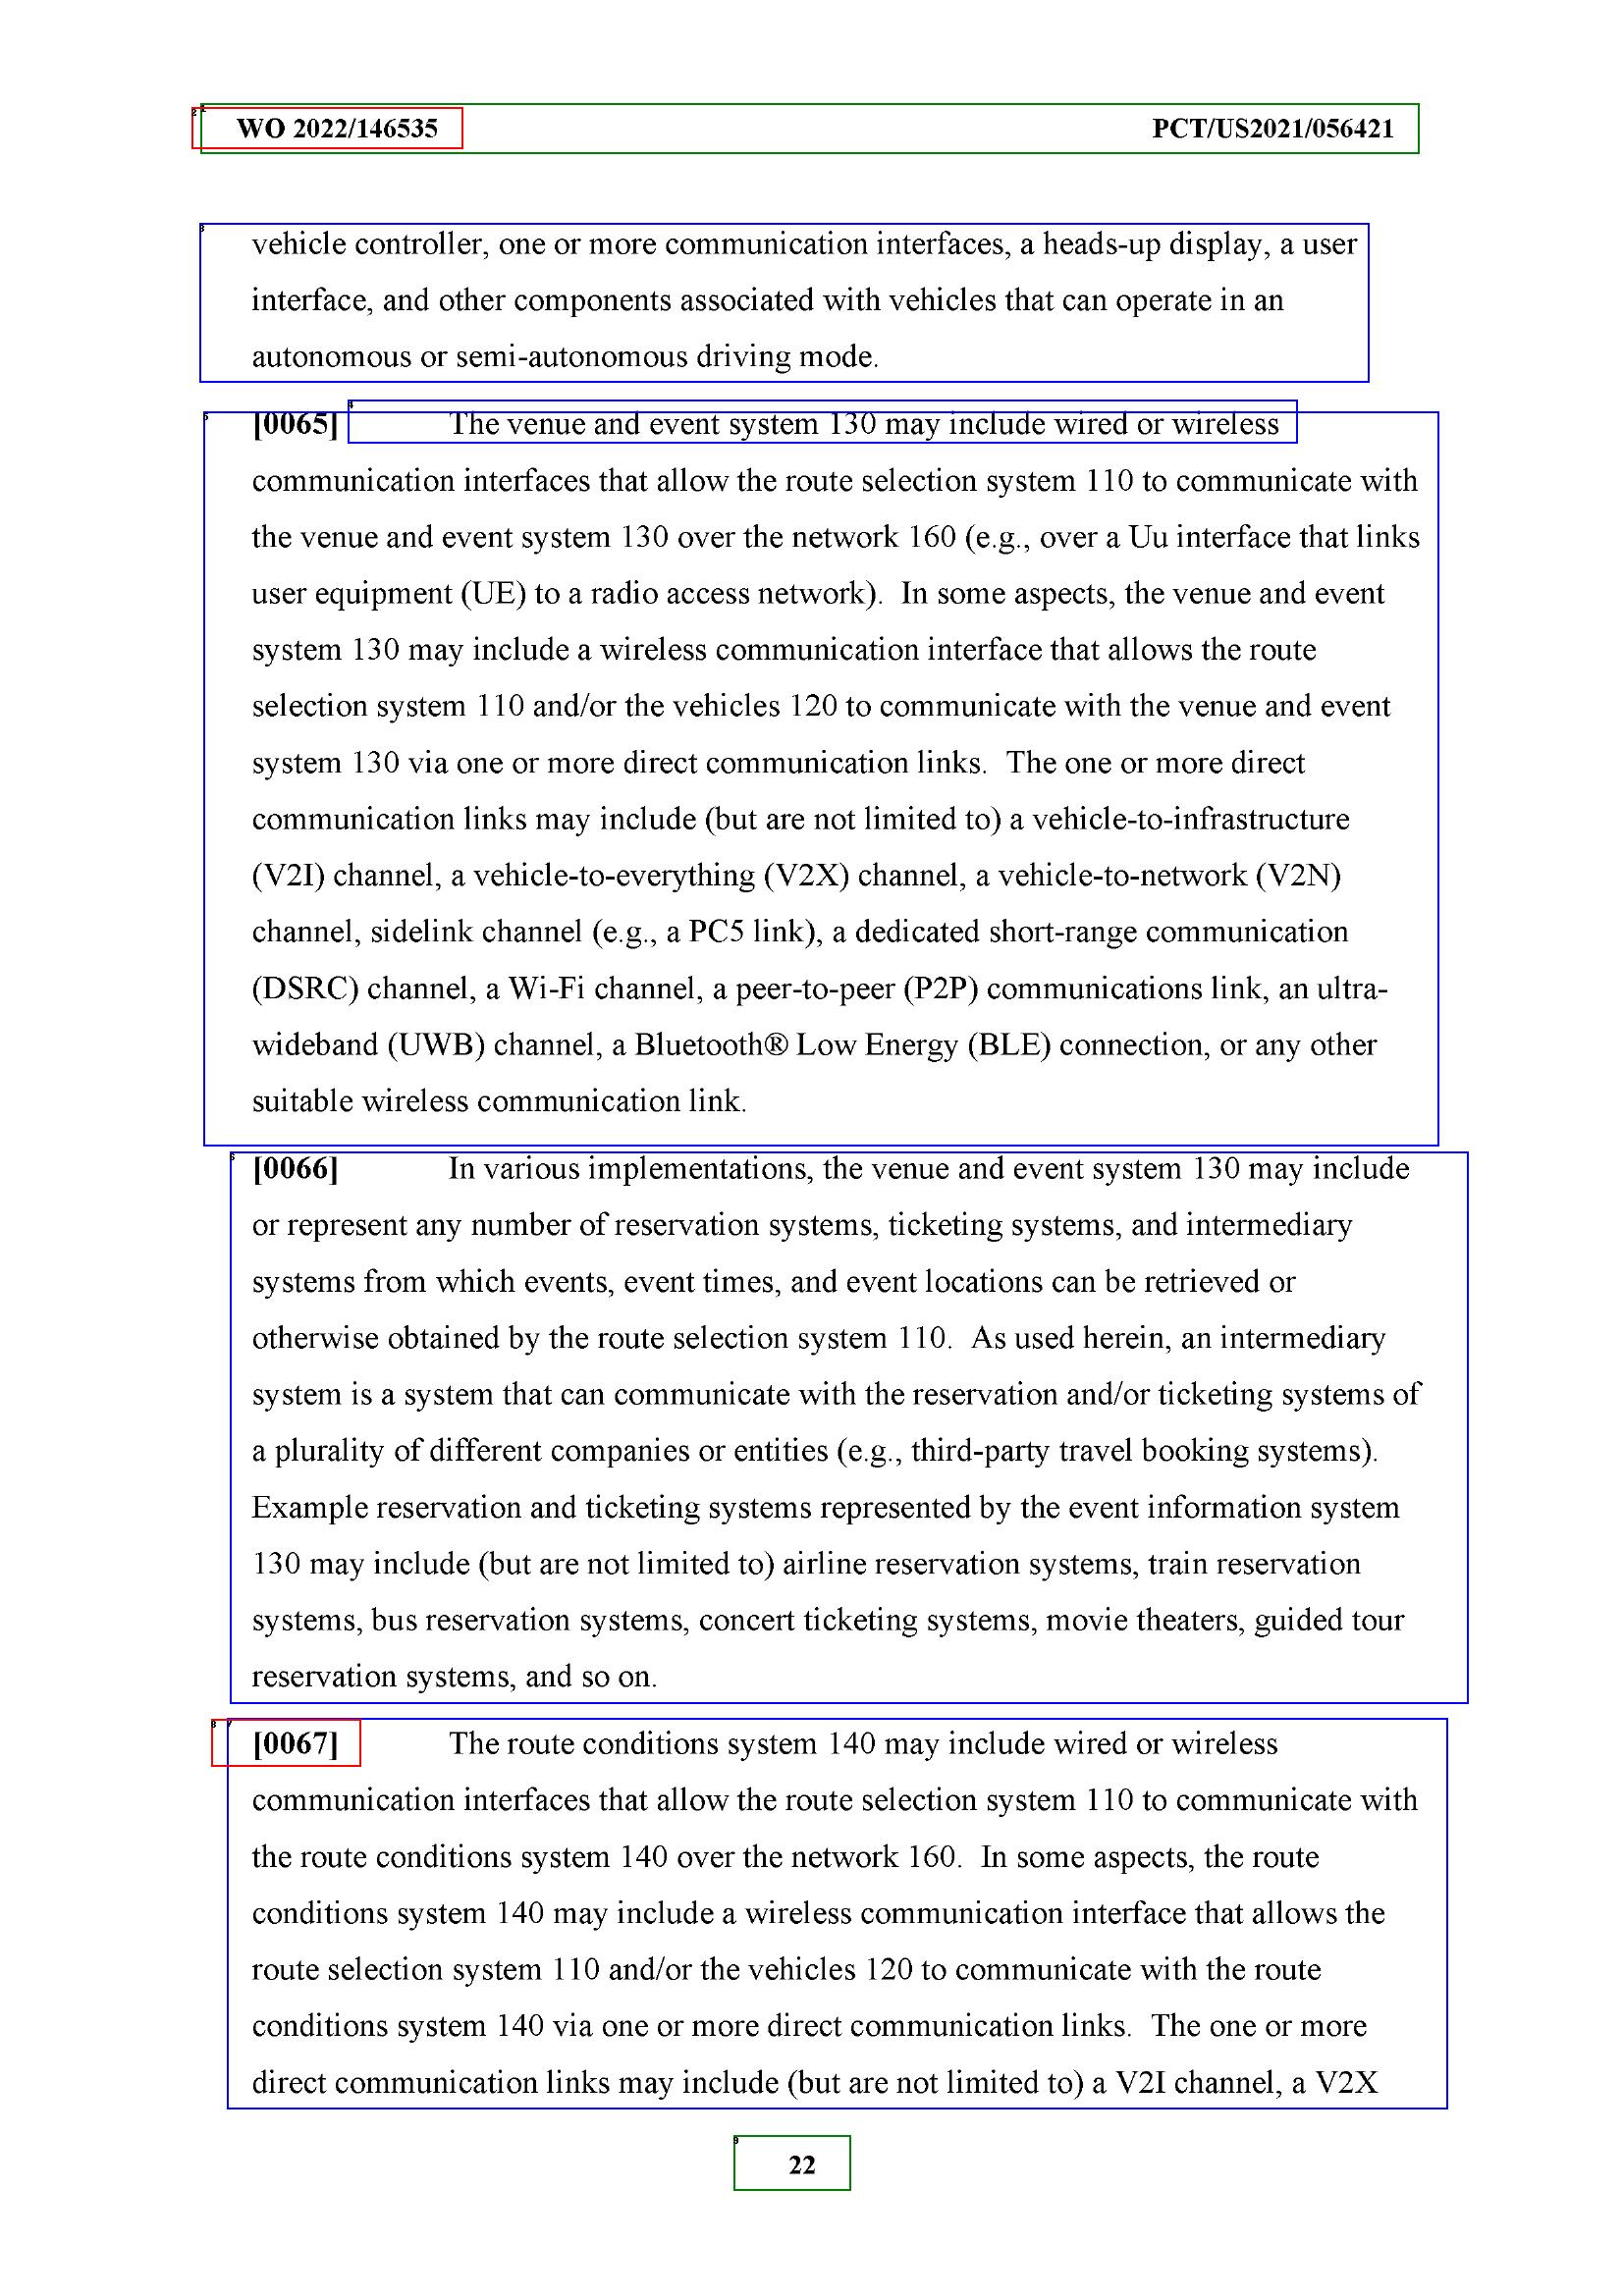 WO 2022/146535 PCT/US2021/056421
vehicle controller, one or more communication interfaces, a heads-up display, a user
interface, and other components associated with vehicles that can operate in an
autonomous or semi-autonomous driving mode.
[0065] The venue and event system 130 may include wired or wireless
communication interfaces that allow the route selection system 110 to communicate with
the venue and event system 130 over the network 160 (e.g., over a Uu interface that links
user equipment (UE) to a radio access network). In some aspects, the venue and event
system 130 may include a wireless communication interface that allows the route
selection system 110 and/or the vehicles 120 to communicate with the venue and event
system 130 via one or more direct communication links. The one or more direct
communication links may include (but are not limited to) a vehicle-to-infrastructure
(V2I) channel, a vehicle-to-everything (V2X) channel, a vehicle-to-network (V2N)
channel, sidelink channel (e.g., a PC5 link), a dedicated short-range communication
(DSRC) channel, a Wi-Fi channel, a peer-to-peer (P2P) communications link, an ultra-
wideband (UWB) channel, a Bluetooth® Low Energy (BLE) connection, or any other
suitable wireless communication link.
[0066] In various implementations, the venue and event system 130 may include
or represent any number of reservation systems, ticketing systems, and intermediary
systems from which events, event times, and event locations can be retrieved or
otherwise obtained by the route selection system 110. As used herein, an intermediary
system is a system that can communicate with the reservation and/or ticketing systems of
a plurality of different companies or entities (e.g., third-party travel booking systems).
Example reservation and ticketing systems represented by the event information system
130 may include (but are not limited to) airline reservation systems, train reservation
systems, bus reservation systems, concert ticketing systems, movie theaters, guided tour
reservation systems, and so on.
[0067] The route conditions system 140 may include wired or wireless
communication interfaces that allow the route selection system 110 to communicate with
the route conditions system 140 over the network 160. In some aspects, the route
conditions system 140 may include a wireless communication interface that allows the
route selection system 110 and/or the vehicles 120 to communicate with the route
conditions system 140 via one or more direct communication links. The one or more
direct communication links may include (but are not limited to) a V2I channel, a V2X
22